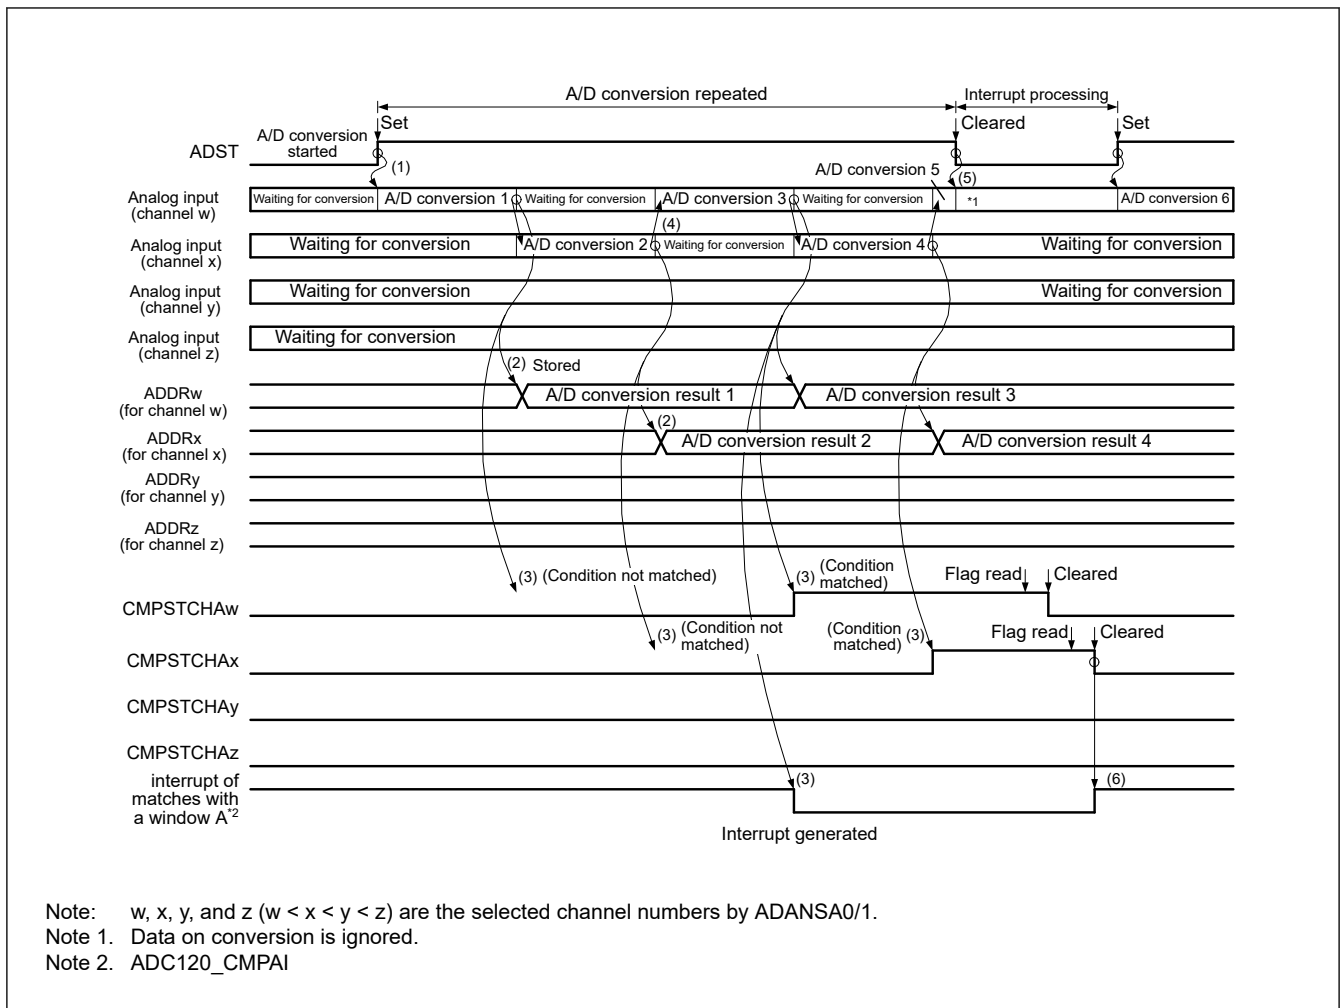 A/D conversion repeated
Interrupt processing
Set
Cleared
Set
A/D conversion
started
ADST
(1)
A/D conversion 5
(5)
Analog input
(channel w)
Waiting for conversion
A/D conversion 1
Waiting for conversion
A/D conversion 3
Waiting for conversion
*1
A/D conversion 6
(4)
Analog input
(channel x)
Waiting for conversion
A/D conversion 2
Waiting for conversion
A/D conversion 4
Waiting for conversion
Analog input
(channel y)
Waiting for conversion
Waiting for conversion
Analog input
(channel z)
Waiting for conversion
(2) Stored
ADDRw
(for channel w)
A/D conversion result 1
A/D conversion result 3
(2)
ADDRx
(for channel x)
A/D conversion result 2
A/D conversion result 4
ADDRy
(for channel y)
ADDRz
(for channel z)
(3) (Condition not matched)
(3) (Condition
matched)
Flag read
Cleared
CMPSTCHAw
(3) (Condition not
matched)
(Condition (3)
matched)
Flag read
Cleared
CMPSTCHAx
CMPSTCHAy
CMPSTCHAz
interrupt of
matches with
a window A*2
(3)
(6)
Interrupt generated
Note: w, x, y, and z (w < x < y < z) are the selected channel numbers by ADANSA0/1.
Note 1. Data on conversion is ignored.
Note 2. ADC120_CMPAI